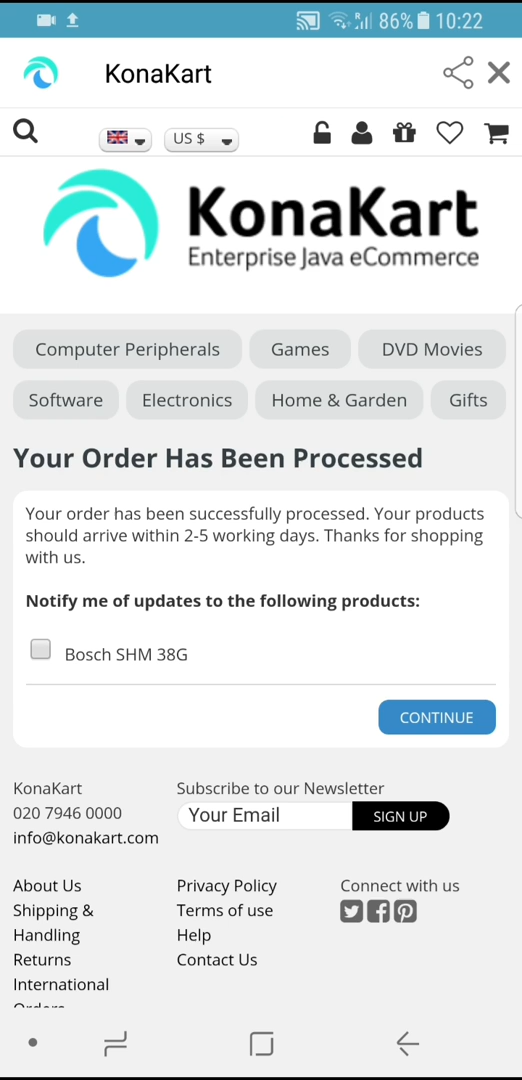 86% 10:22
KonaKart
US $
KonaKart
Enterprise Java eCommerce
Computer Peripherals
Games
DVD Movies
Software
Electronics
Home & Garden
Gifts
Your Order Has Been Processed
Your order has been successfully processed. Your products
should arrive within 2-5 working days. Thanks for shopping
with us.
Notify me of updates to the following products:
Bosch SHM 38G
CONTINUE
KonaKart
020 7946 0000
info@konakart.com
Subscribe to our Newsletter
Your Email
SIGN UP
About Us
Shipping &
Handling
Returns
International
Orders
Privacy Policy
Terms of use
Help
Contact Us
Connect with us